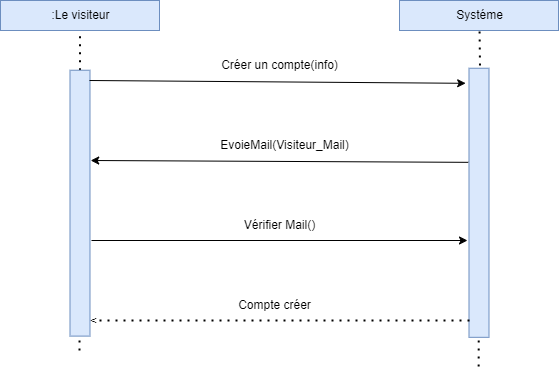 :Le visiteur
Systéme
Créer un compte(info)
EvoieMail(Visiteur_Mail)
Vérifier Mail()
Compte créer